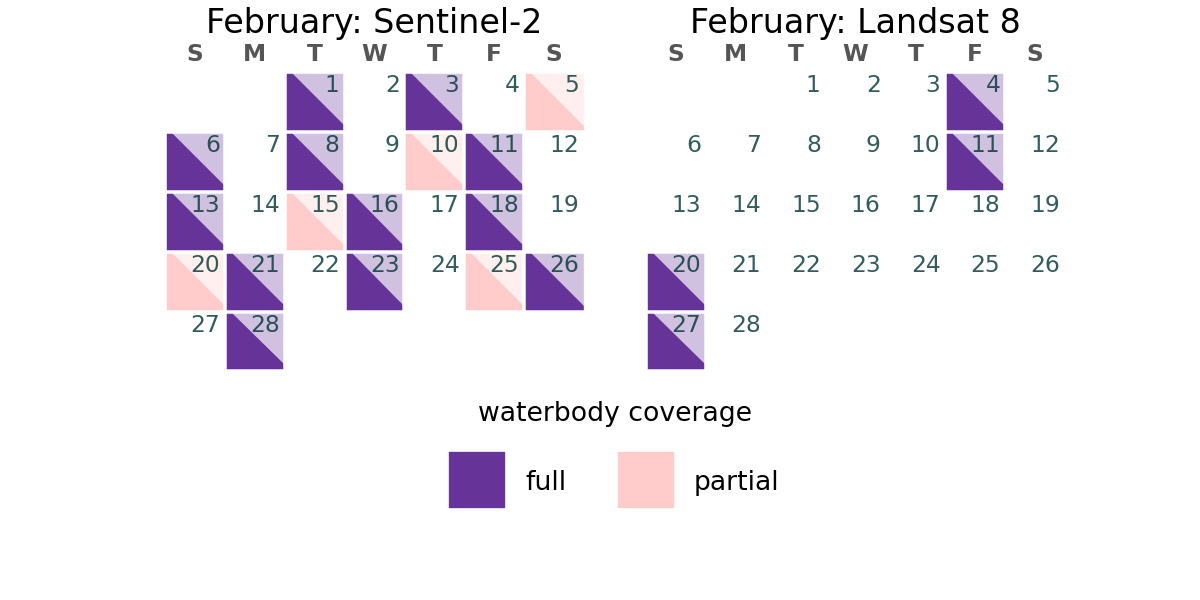 February: Sentinel-2
S M T W T F S
1 2 3 4 5
6 7 8 9 10 11 12
13 14 15 16 17 18 19
20 21 22 23 24 25 26
27 28
February: Landsat 8
S M T W T F S
1 2 3 4 5
6 7 8 9 10 11 12
13 14 15 16 17 18 19
20 21 22 23 24 25 26
27 28
waterbody coverage
full partial